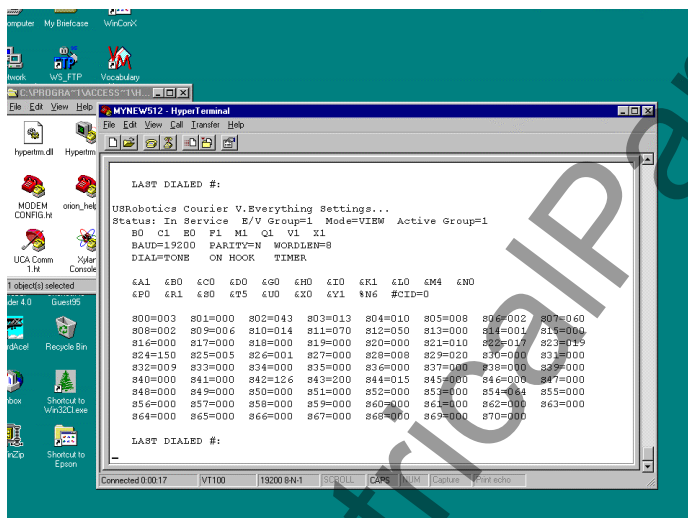 omputer My Briefcase WinComX
twork WS_FTP Vocabulary
C:\PROGRA~1\ACCESS~1\H...
File Edit View Help
hypertrm.dll Hypertrm
MODEM CONFIG.ht orion_help
UCA Comm 1.ht Xylan Console
1 object(s) selected
der 4.0 Guest95
rdAce! Recycle Bin
nbox Shortcut to Win32Cl.exe
inZip Shortcut to Epson
MYNEW512 - HyperTerminal
File Edit View Call Transfer Help
LAST DIALED #:
USRobotics Courier V.Everything Settings...
Status: In Service E/V Group=1 Mode=VIEW Active Group=1
B0 C1 E0 F1 M1 Q1 V1 X1
BAUD=19200 PARITY=N WORDLEN=8
DIAL=TONE ON HOOK TIMER
&A1 &B0 &C0 &D0 &G0 &H0 &I0 &K1 &L0 &M4 &N0
&P0 &R1 &S0 &T5 &U0 &X0 &Y1 %N6 #CID=0
S00=003 S01=000 S02=043 S03=013 S04=010 S05=008 S06=002 S07=060
S08=002 S09=006 S10=014 S11=070 S12=050 S13=000 S14=001 S15=000
S16=000 S17=000 S18=000 S19=000 S20=000 S21=010 S22=017 S23=019
S24=150 S25=005 S26=001 S27=000 S28=008 S29=020 S30=000 S31=000
S32=009 S33=000 S34=000 S35=000 S36=000 S37=000 S38=000 S39=000
S40=000 S41=000 S42=126 S43=200 S44=015 S45=000 S46=008 S47=000
S48=000 S49=000 S50=000 S51=000 S52=000 S53=000 S54=064 S55=000
S56=000 S57=000 S58=000 S59=000 S60=000 S61=000 S62=000 S63=000
S64=000 S65=000 S66=000 S67=000 S68=000 S69=000 S70=000
LAST DIALED #:
Connected 0:00:17 VT100 19200 8-N-1 SCROLL CAPS NUM Capture Print echo